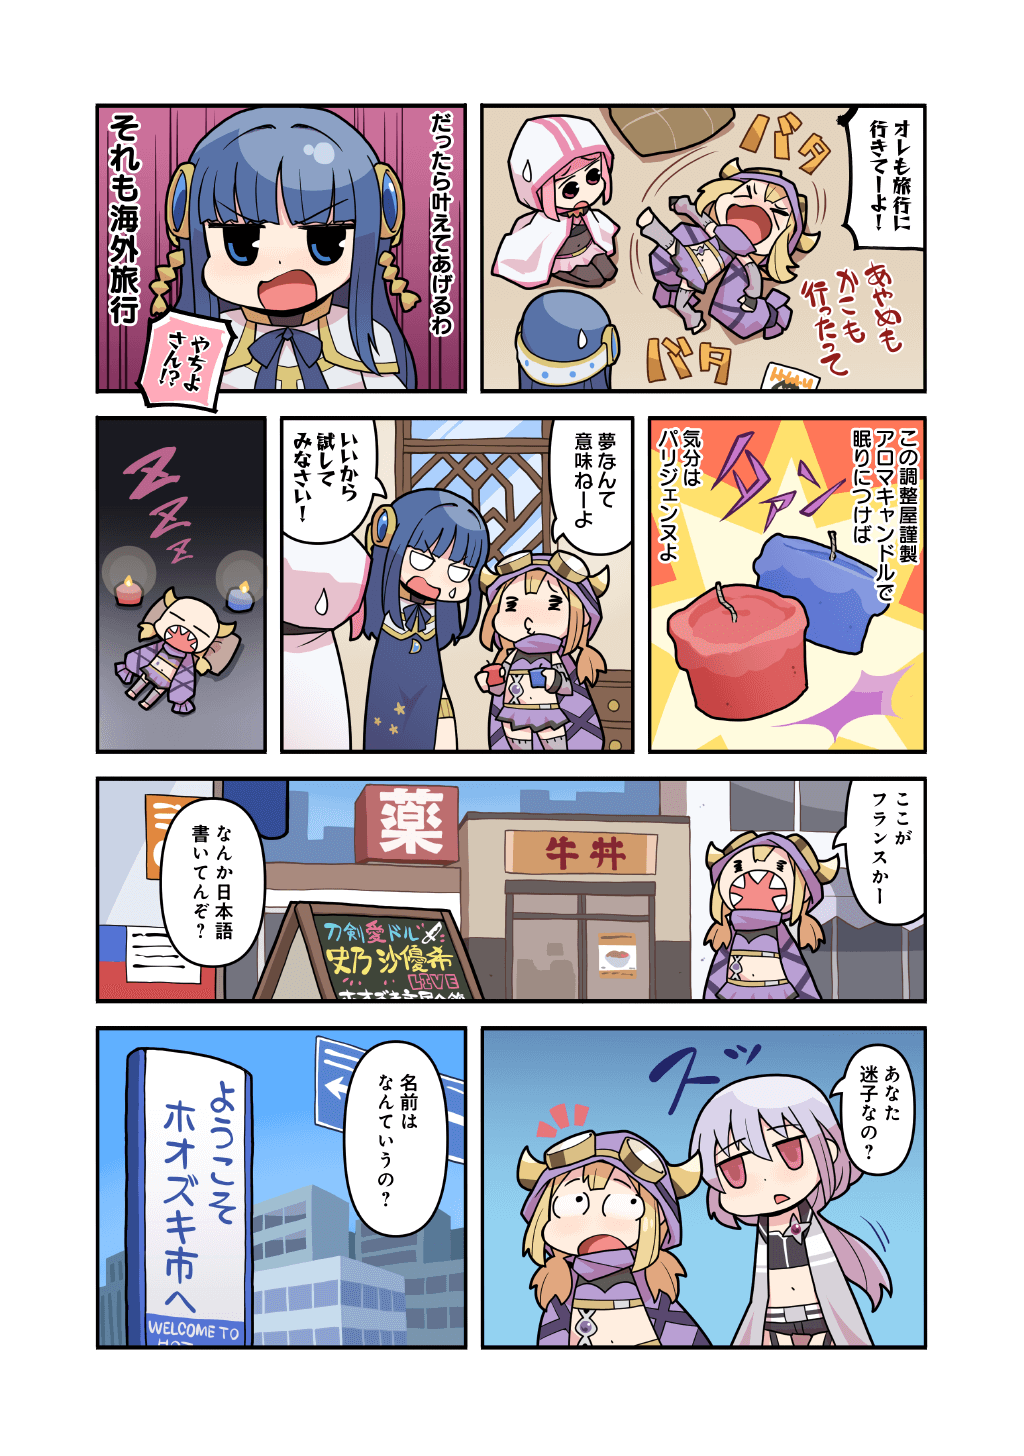 オレも旅行に
行きてーよ！
バタ
あやめも
かこも
行ったって
バタ
だったら叶えてあげるわ
それも海外旅行
やちよ
さん!?
この調整屋謹製
アロマキャンドルで
眠りにつけば
気分は
パリジェンヌよ
夢なんて
意味ねーよ
いいから
試して
みなさい！
Z
Z
Z
ここが
フランスかー
牛丼
薬
刀剣愛ドル
史乃沙優希
LIVE
なんか日本語
書いてんぞ？
あなた
迷子なの？
ズッ
名前は
なんていうの？
ようこそ
ホオズキ市へ
WELCOME TO